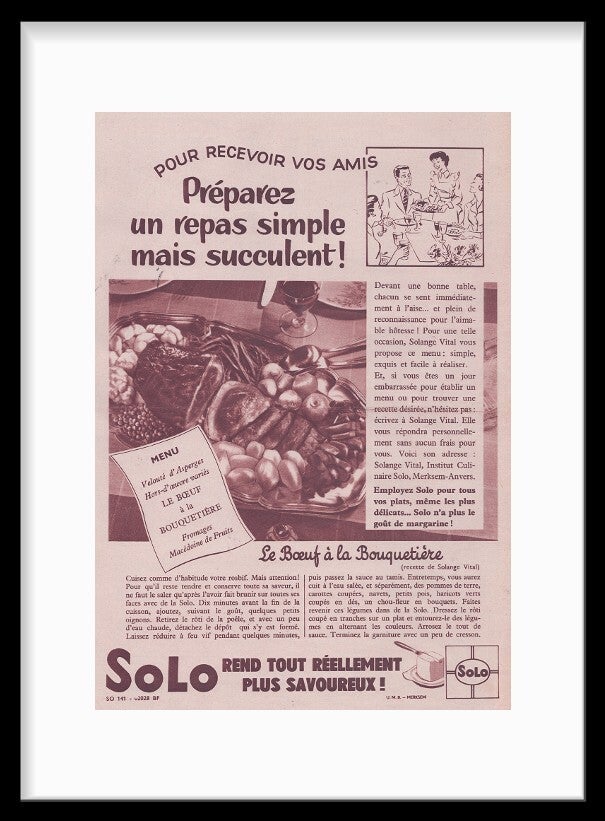 POUR RECEVOIR VOS AMIS
Préparez
un repas simple
mais succulent!
Devant une bonne table,
chacun se sent immédiate-
ment à l'aise... et plein de
reconnaissance pour l'aima-
ble hôtesse ! Pour une telle
occasion, Solange Vital vous
propose ce menu : simple,
exquis et facile à réaliser.
Et, si vous êtes un jour
embarrassée pour établir un
menu ou pour trouver une
recette désirée, n'hésitez pas :
écrivez à Solange Vital. Elle
vous répondra personnelle-
ment sans aucun frais pour
vous. Voici son adresse :
Solange Vital, Institut Culi-
naire Solo, Merksem-Anvers.
Employez Solo pour tous
vos plats, même les plus
délicats... Solo n'a plus le
goût de margarine !
MENU
Velouté d'Asperges
Hors-d'œuvre variés
LE BŒUF
à la
BOUQUETIÈRE
Fromages
Macédoine de Fruits
Le Bœuf à la Bouquetière
(recette de Solange Vital)
Cuisez comme d'habitude votre rosbif. Mais attention!
Pour qu'il reste tendre et conserve toute sa saveur, il
ne faut le saler qu'après l'avoir fait brunir sur toutes ses
faces avec de la Solo. Dix minutes avant la fin de la
cuisson, ajoutez, suivant le goût, quelques petits
oignons. Retirez le rôti de la poêle, et avec un peu
d'eau chaude, détachez le dépôt qui s'y est formé.
Laissez réduire à feu vif pendant quelques minutes,
puis passez la sauce au tamis. Entretemps, vous aurez
cuit à l'eau salée, et séparément, des pommes de terre,
carottes coupées, navets, petits pois, haricots verts
coupés en dés, un chou-fleur en bouquets. Faites
revenir ces légumes dans de la Solo. Dressez le rôti
coupé en tranches sur un plat et entourez-le des légu-
mes en alternant les couleurs. Arrosez le tout de
sauce. Terminez la garniture avec un peu de cresson.
SoLo
REND TOUT RÉELLEMENT
PLUS SAVOUREUX !
SoLo
U.M.B. - MERKSEM